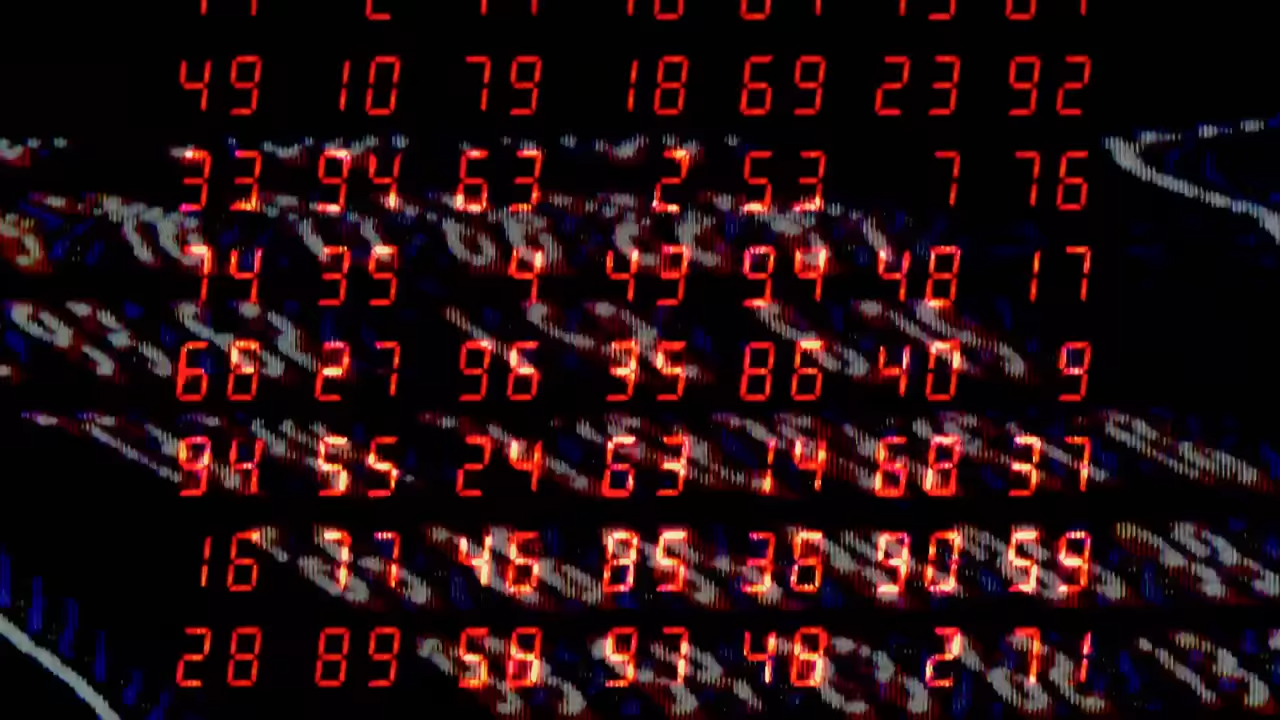 49 10 79 18 69 23 92
33 94 63 2 53 7 76
74 35 4 49 94 48 17
68 27 96 95 86 40 9
94 55 24 63 14 68 37
16 77 46 85 38 90 59
28 89 58 97 48 2 71